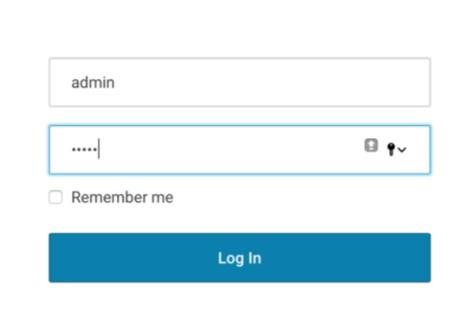 admin
•••••
Remember me
Log In